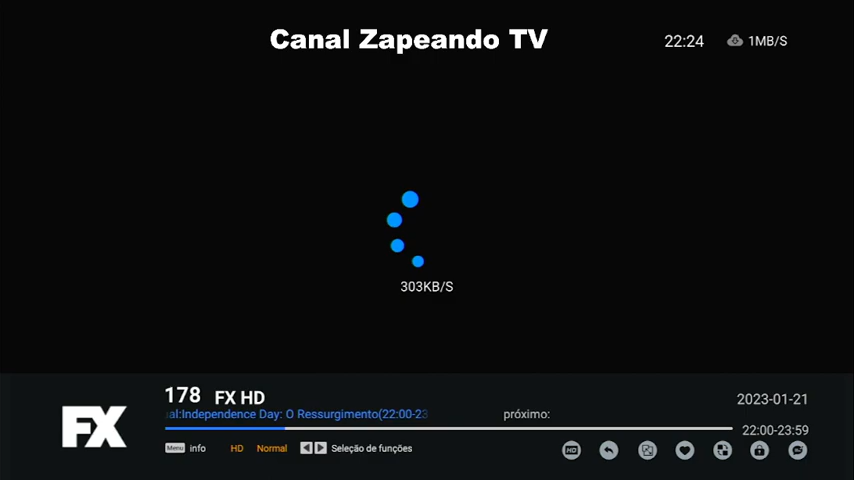 Canal Zapeando TV
22:24 1MB/S
303KB/S
178 FX HD
2023-01-21
al:Independence Day: O Ressurgimento(22:00-23
próximo:
22:00-23:59
FX
Menu info HD Normal Seleção de funções
HD